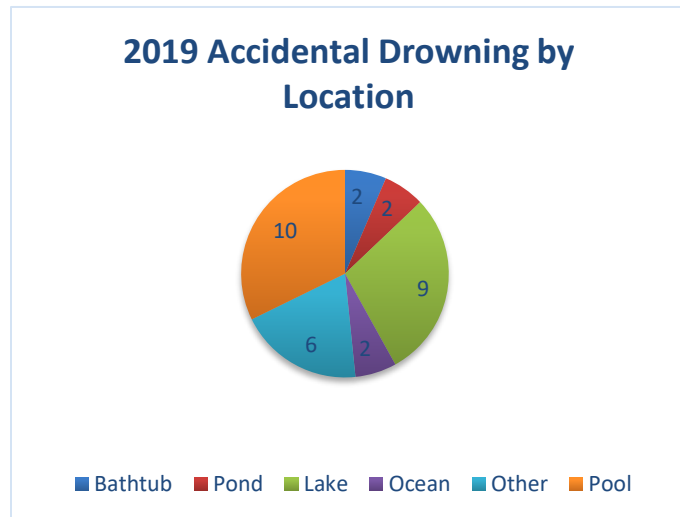 2019 Accidental Drowning by
Location
2
2
9
2
6
10
Bathtub Pond Lake Ocean Other Pool